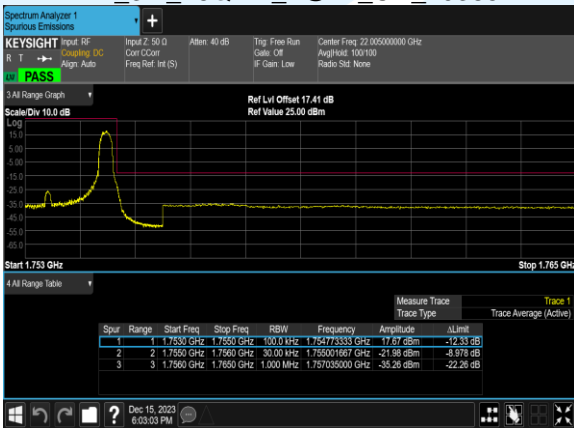 Spectrum Analyzer 1
Spurious Emissions
+
KEYSIGHT Input: RF Input Z: 50 Ω Atten: 40 dB Trig: Free Run Center Freq: 22.005000000 GHz
R T Coupling: DC Corr CCorr Gate: Off Avg|Hold: 100/100
Align: Auto Freq Ref: Int (S) IF Gain: Low Radio Std: None
PASS
3 All Range Graph
Ref Lvl Offset 17.41 dB
Scale/Div 10.0 dB Ref Value 25.00 dBm
Log
15.0
5.00
-5.00
-15.0
-25.0
-35.0
-45.0
-55.0
-65.0
Start 1.753 GHz Stop 1.765 GHz
4 All Range Table
Measure Trace Trace 1
Trace Type Trace Average (Active)
Spur Range Start Freq Stop Freq RBW Frequency Amplitude ΔLimit
1 1 1.7530 GHz 1.7550 GHz 100.0 kHz 1.754773333 GHz 17.67 dBm -12.33 dB
2 2 1.7550 GHz 1.7560 GHz 30.00 kHz 1.755001667 GHz -21.98 dBm -8.978 dB
3 3 1.7560 GHz 1.7650 GHz 1.000 MHz 1.757035000 GHz -35.26 dBm -22.26 dB
? Dec 15, 2023
6:03:03 PM